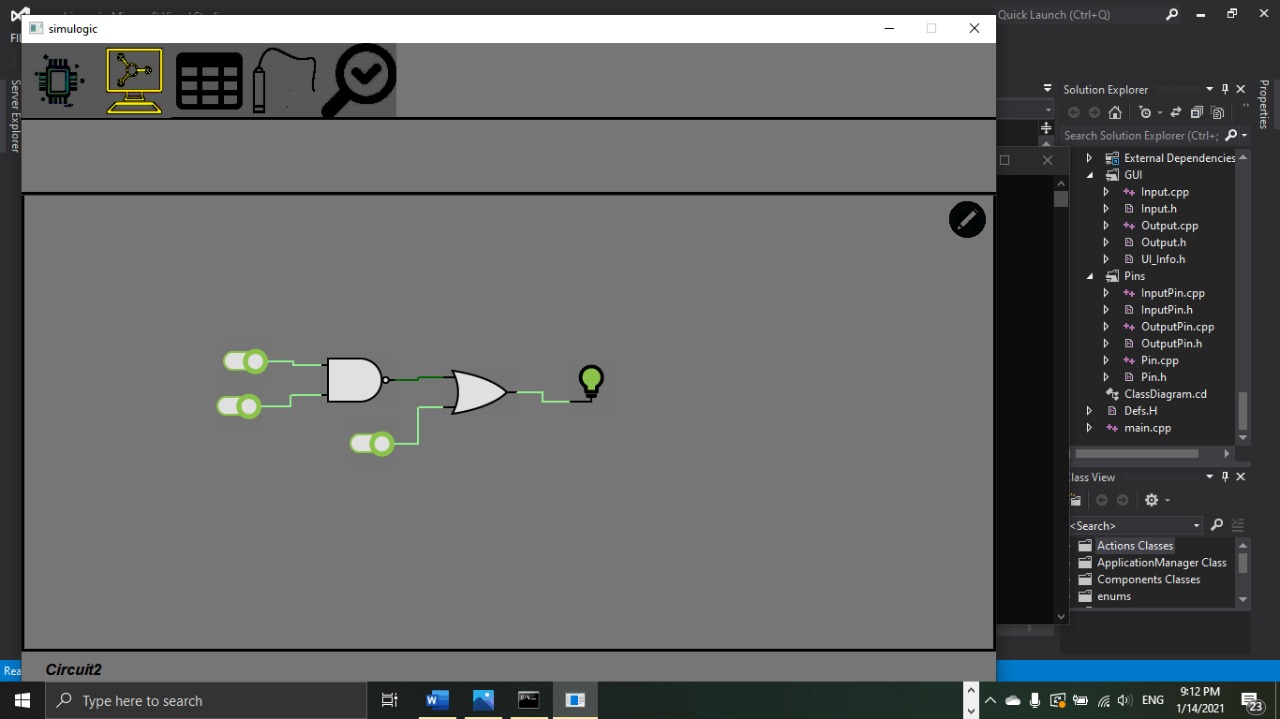 simulogic
Quick Launch (Ctrl+Q)
Server Explorer
Solution Explorer
Properties
Search Solution Explorer (Ctrl+;
External Dependencies
GUI
Input.cpp
Input.h
Output.cpp
Output.h
UI_Info.h
Pins
InputPin.cpp
InputPin.h
OutputPin.cpp
OutputPin.h
Pin.cpp
Pin.h
ClassDiagram.cd
Defs.H
main.cpp
Class View
<Search>
Actions Classes
ApplicationManager Class
Components Classes
enums
Circuit2
Rea
Type here to search
ENG
9:12 PM
1/14/2021
23